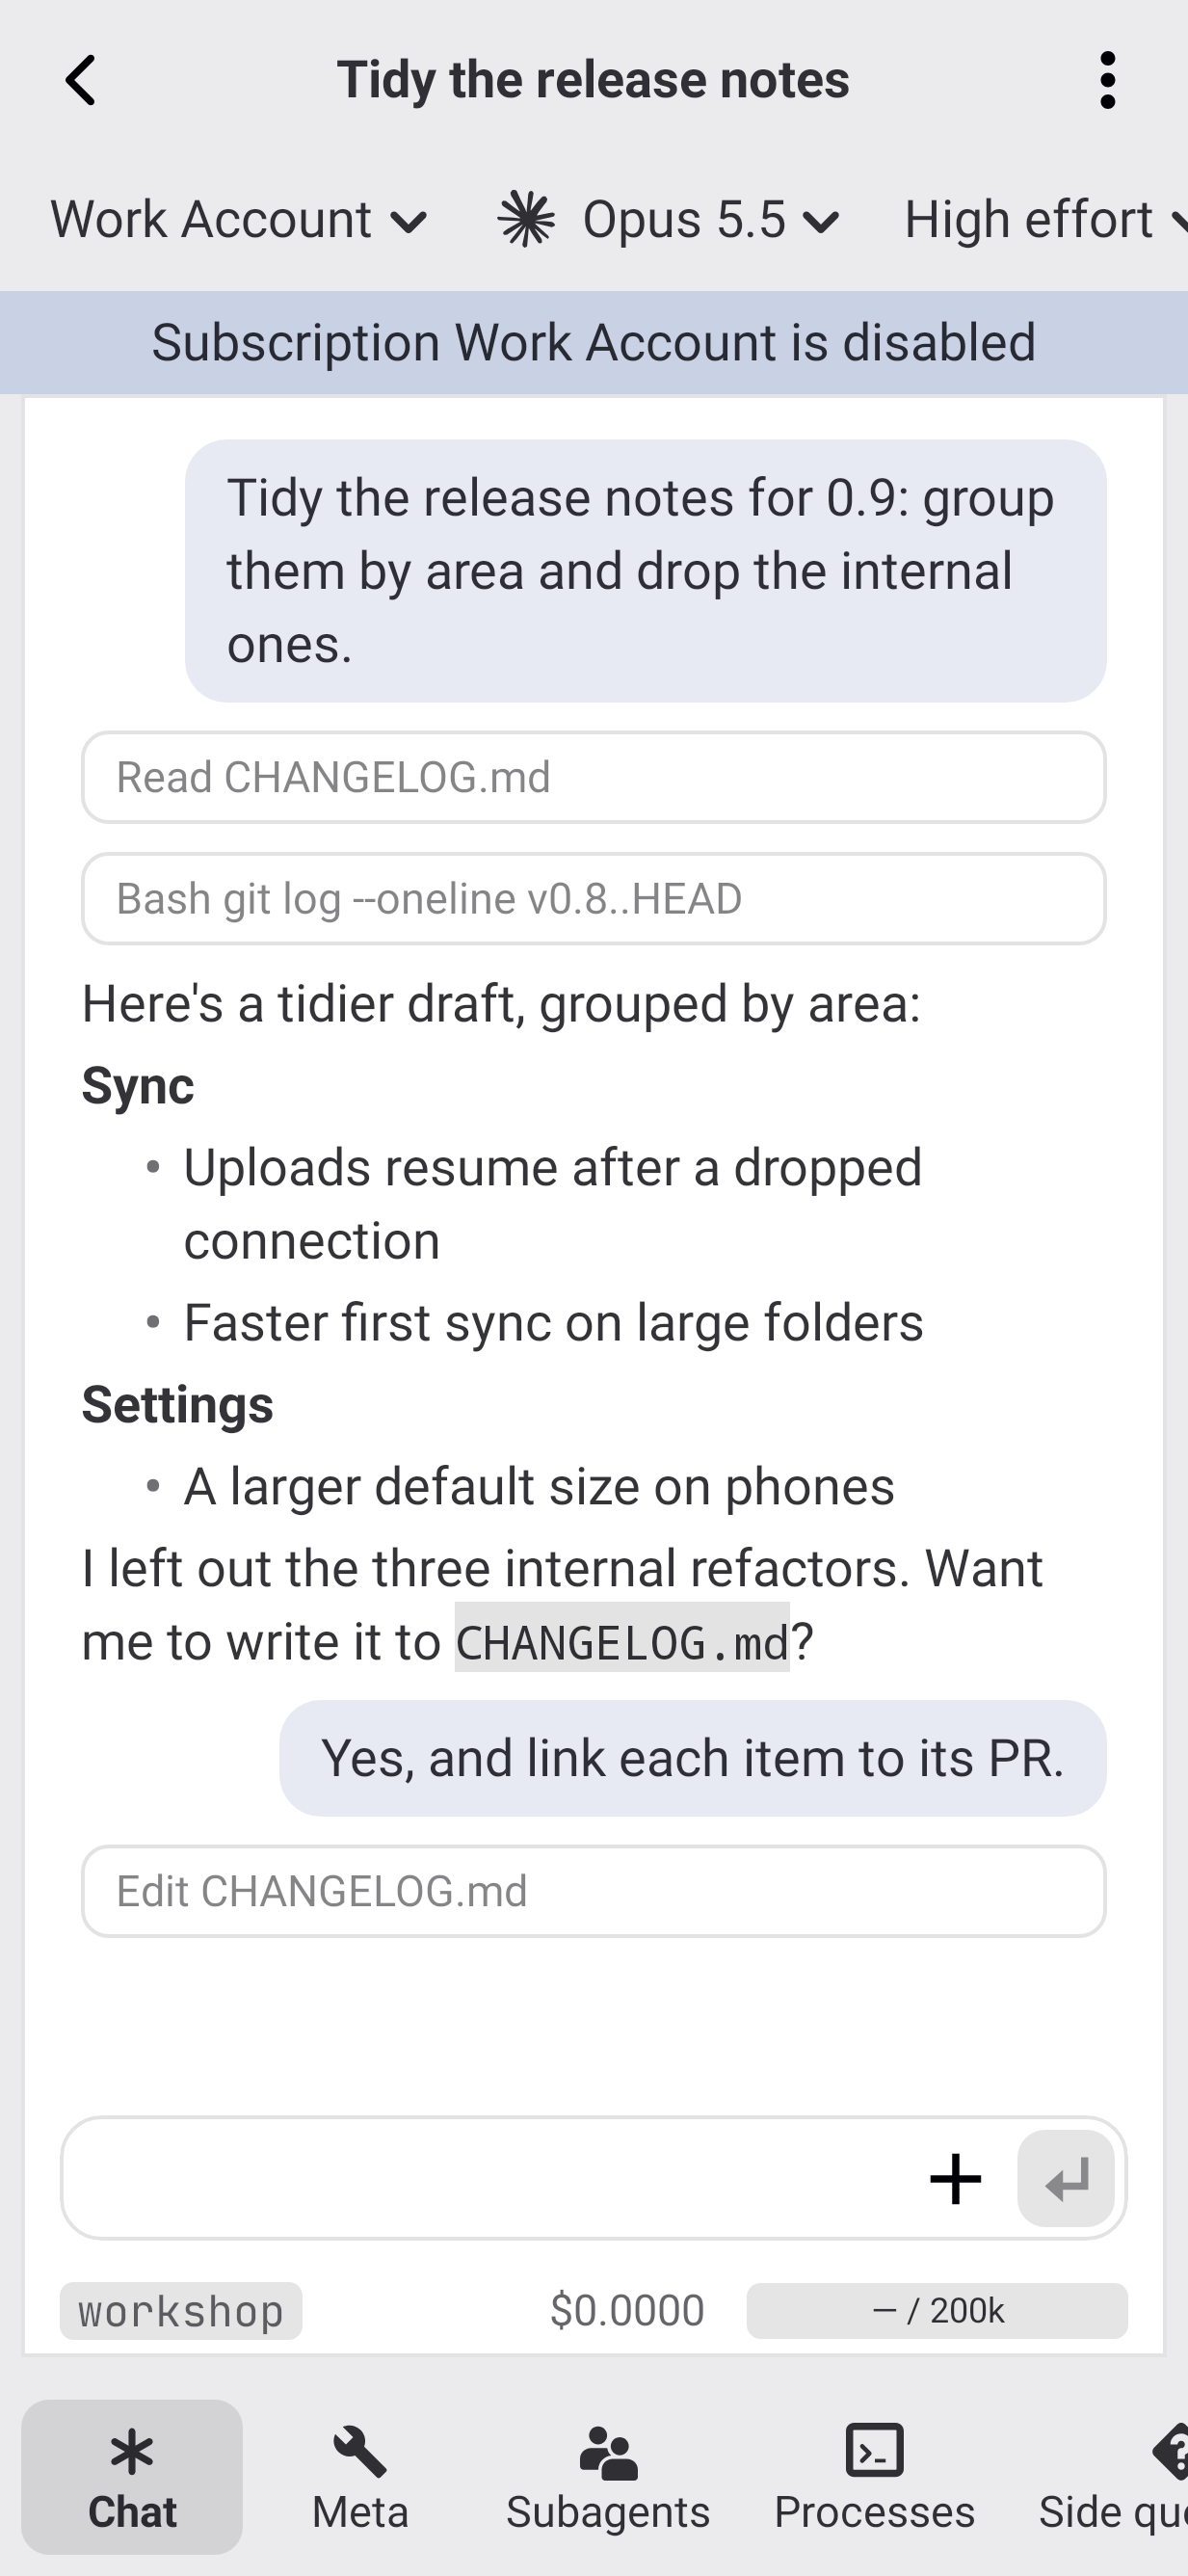 Tidy the release notes
Work Account
Opus 5.5
High effort
Subscription Work Account is disabled
Tidy the release notes for 0.9: group
them by area and drop the internal
ones.
Read CHANGELOG.md
Bash git log --oneline v0.8..HEAD
Here's a tidier draft, grouped by area:
Sync
• Uploads resume after a dropped
connection
• Faster first sync on large folders
Settings
• A larger default size on phones
I left out the three internal refactors. Want
me to write it to CHANGELOG.md?
Yes, and link each item to its PR.
Edit CHANGELOG.md
workshop
$0.0000
— / 200k
Chat
Meta
Subagents
Processes
Side